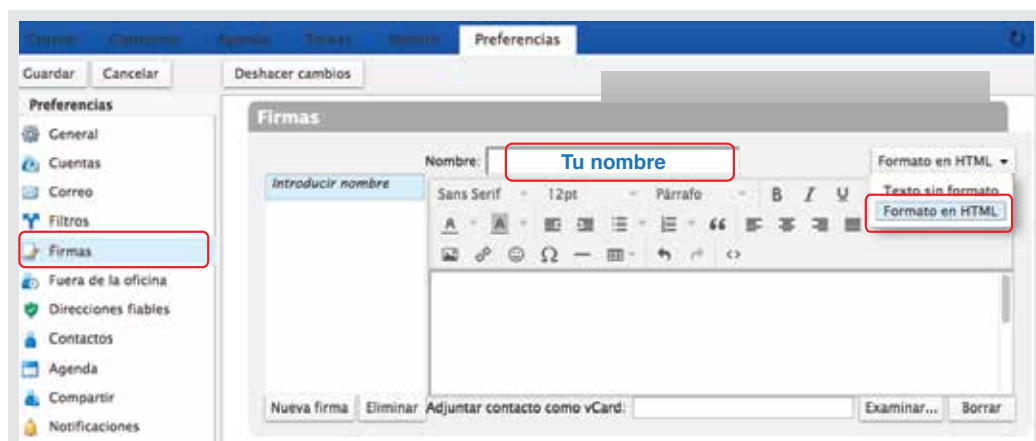 Preferencias
Guardar Cancelar Deshacer cambios
Preferencias
General
Cuentas
Correo
Filtros
Firmas
Fuera de la oficina
Direcciones fiables
Contactos
Agenda
Compartir
Notificaciones
Firmas
Nombre: Tu nombre Formato en HTML
Texto sin formato
Formato en HTML
Introducir nombre
Sans Serif 12pt Párrafo B I U
A A
Ω
Nueva firma Eliminar Adjuntar contacto como vCard: Examinar... Borrar